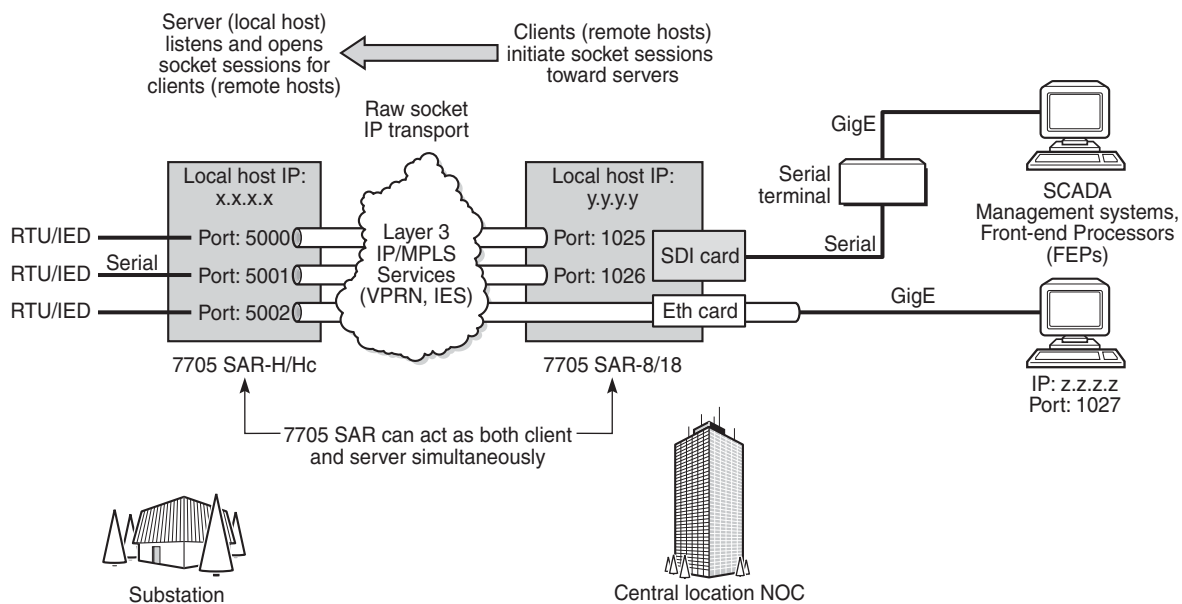 Server (local host)
listens and opens
socket sessions for
clients (remote hosts)
Clients (remote hosts)
initiate socket sessions
toward servers
Raw socket
IP transport
GigE
Serial
terminal
SCADA
Management systems,
Front-end Processors
(FEPs)
Local host IP:
x.x.x.x
Layer 3
IP/MPLS
Services
(VPRN, IES)
Local host IP:
y.y.y.y
RTU/IED
Port: 5000
Port: 1025
SDI card
Serial
RTU/IED
Serial
Port: 5001
Port: 1026
RTU/IED
Port: 5002
Eth card
GigE
7705 SAR-H/Hc
7705 SAR-8/18
IP: z.z.z.z
Port: 1027
7705 SAR can act as both client
and server simultaneously
Substation
Central location NOC